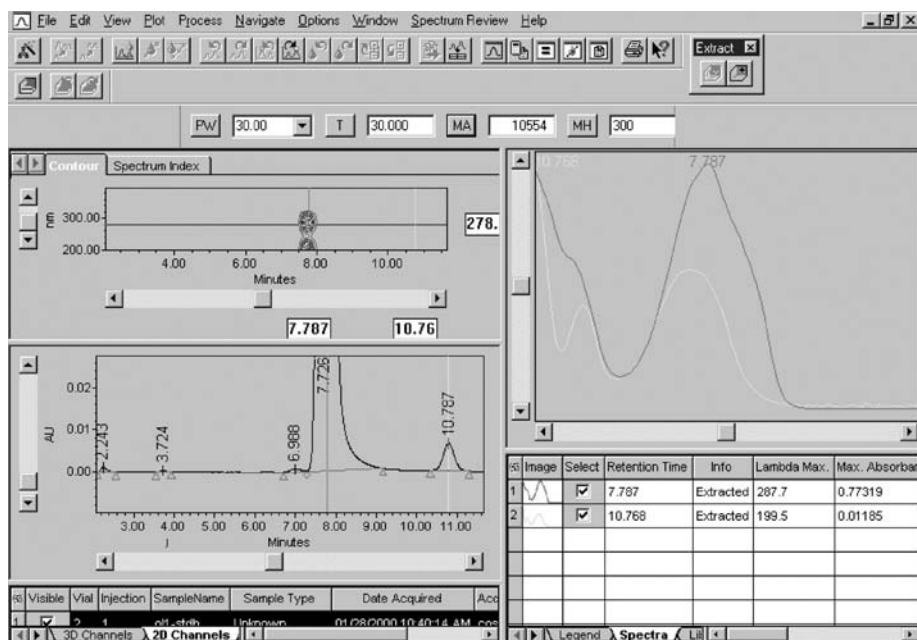 File Edit View Plot Process Navigate Options Window Spectrum Review Help
Extract
PW 30.00 T 30.000 MA 10554 MH 300
Contour Spectrum Index
nm
300.00
200.00
278.
4.00 6.00 8.00 10.00
Minutes
7.787 10.76
AU
0.02
0.01
0.00
2.243
3.724
6.988
7.726
10.787
3.00 4.00 5.00 6.00 7.00 8.00 9.00 10.00 11.00
Minutes
Visible Vial Injection SampleName Sample Type Date Acquired Acc
1 2 1 Unknown 01/28/2000 10:40:14 AM
3D Channels 2D Channels
10.768 7.787
Image Select Retention Time Info Lambda Max. Max. Absorban
1 7.787 Extracted 287.7 0.77319
2 10.768 Extracted 199.5 0.01185
Legend Spectra Li